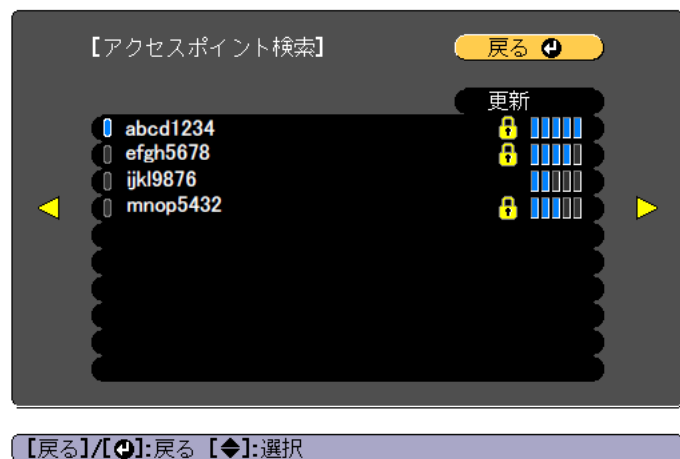 【アクセスポイント検索】
戻る
更新
abcd1234
efgh5678
ijkl9876
mnop5432
【戻る】/【】:戻る 【】:選択